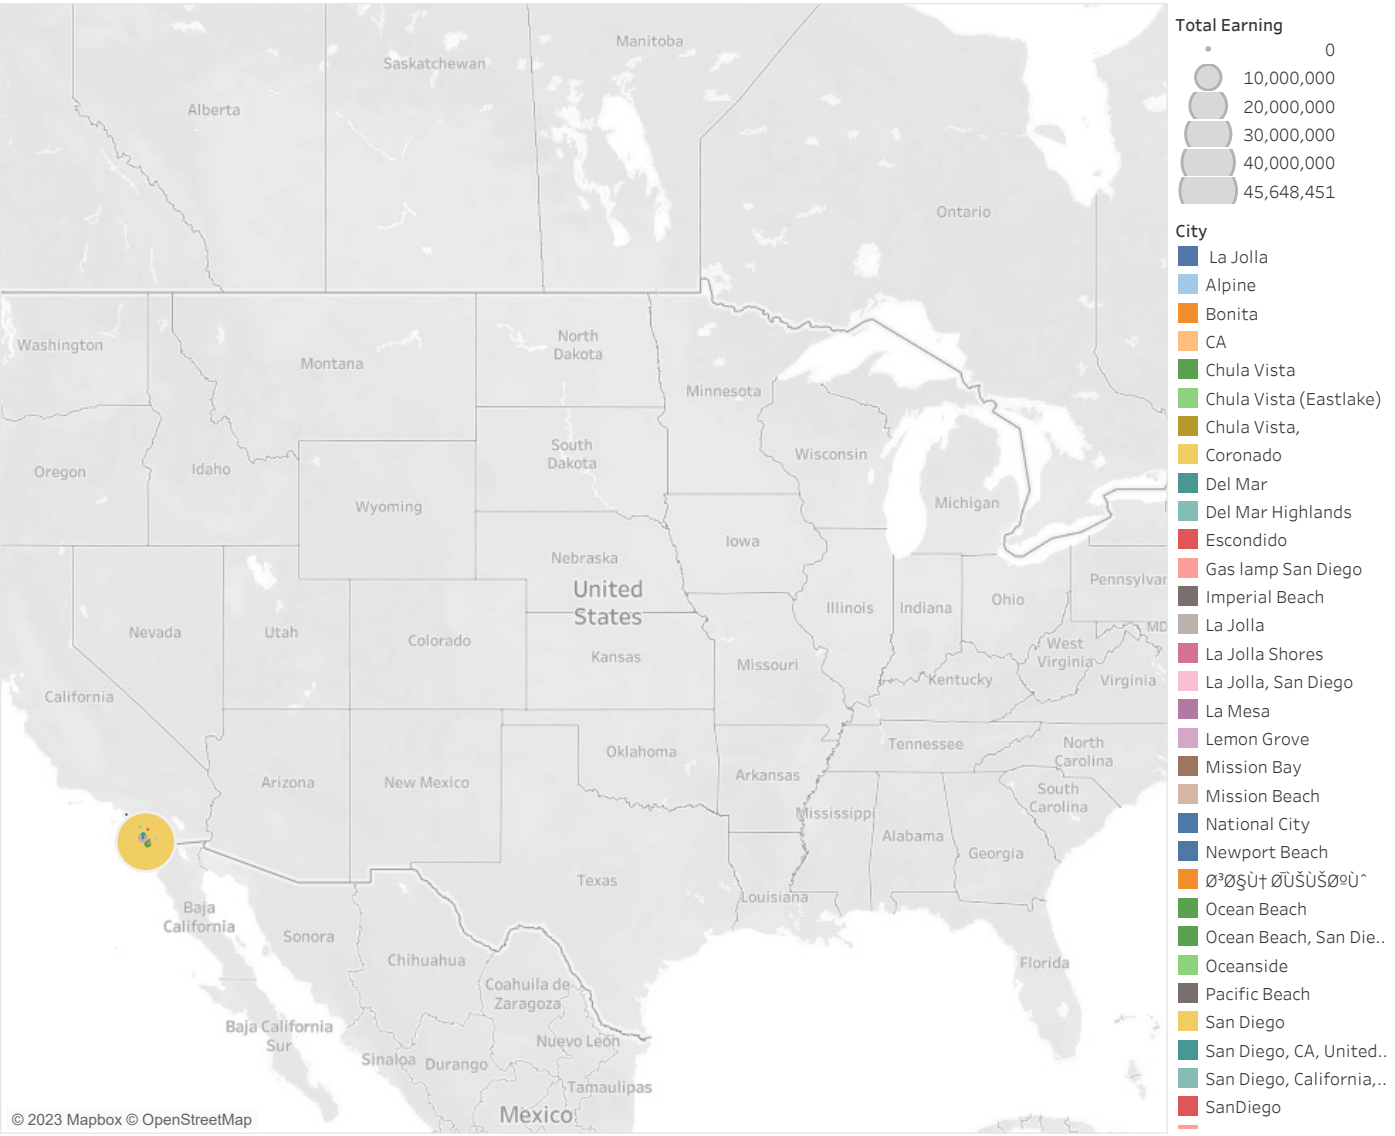 Manitoba
Saskatchewan
Alberta
Ontario
Washington
Montana
North
Dakota
Minnesota
Oregon
Idaho
South
Dakota
Wisconsin
Wyoming
Michigan
Iowa
Nebraska
Pennsylvar
United
States
Illinois
Indiana
Ohio
Nevada
Utah
Colorado
MD
West
Virginia
Kansas
Missouri
Kentucky
Virginia
California
Oklahoma
Tennessee
North
Carolina
Arizona
New Mexico
Arkansas
South
Carolina
Mississippi
Alabama
Georgia
Texas
Louisiana
Baja
California
Sonora
Chihuahua
Florida
Coahuila de
Zaragoza
Baja California
Sur
Nuevo León
Sinaloa
Durango
Tamaulipas
Mexico
© 2023 Mapbox © OpenStreetMap
Total Earning
0
10,000,000
20,000,000
30,000,000
40,000,000
45,648,451
City
La Jolla
Alpine
Bonita
CA
Chula Vista
Chula Vista (Eastlake)
Chula Vista,
Coronado
Del Mar
Del Mar Highlands
Escondido
Gas lamp San Diego
Imperial Beach
La Jolla
La Jolla Shores
La Jolla, San Diego
La Mesa
Lemon Grove
Mission Bay
Mission Beach
National City
Newport Beach
Ocean Beach
Ocean Beach, San Die..
Oceanside
Pacific Beach
San Diego
San Diego, CA, United..
San Diego, California,..
SanDiego